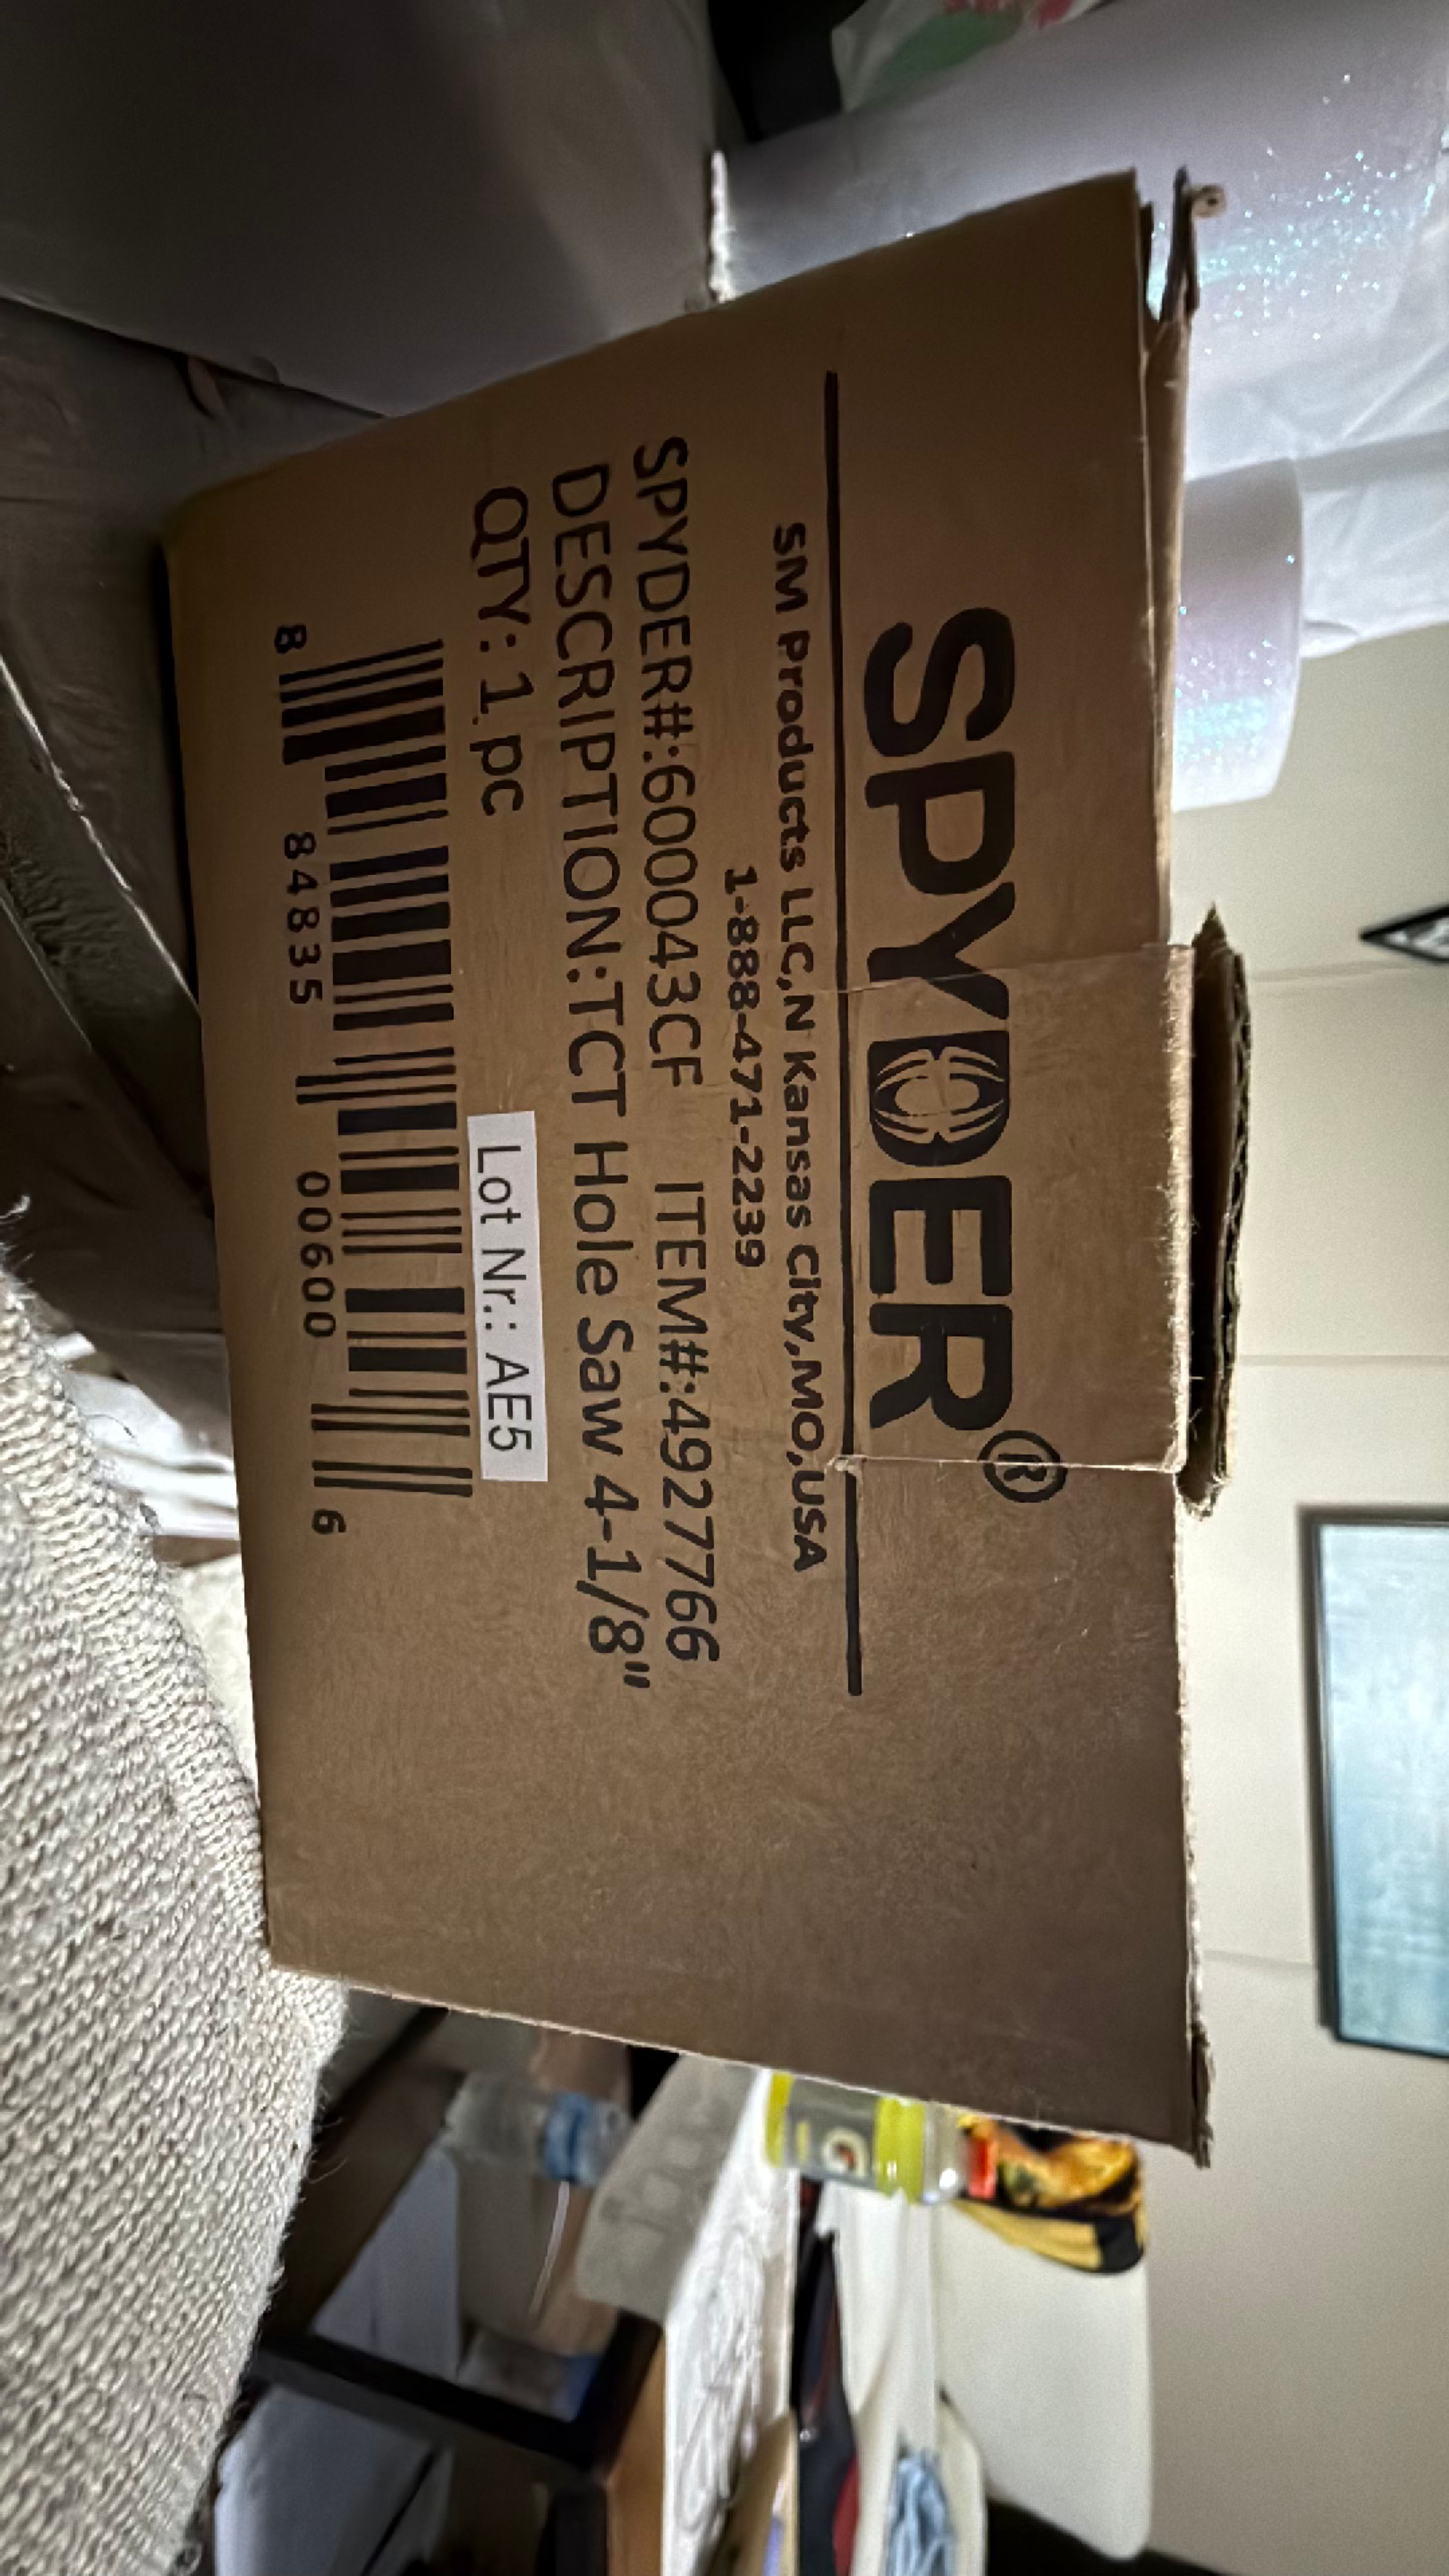 SPYDER®
SM Products LLC,N Kansas City,MO,USA
1-888-471-2239
SPYDER#:600043CF ITEM#:4927766
DESCRIPTION:TCT Hole Saw 4-1/8"
QTY: 1 pc
Lot Nr.: AE5
8 84835 00600 6